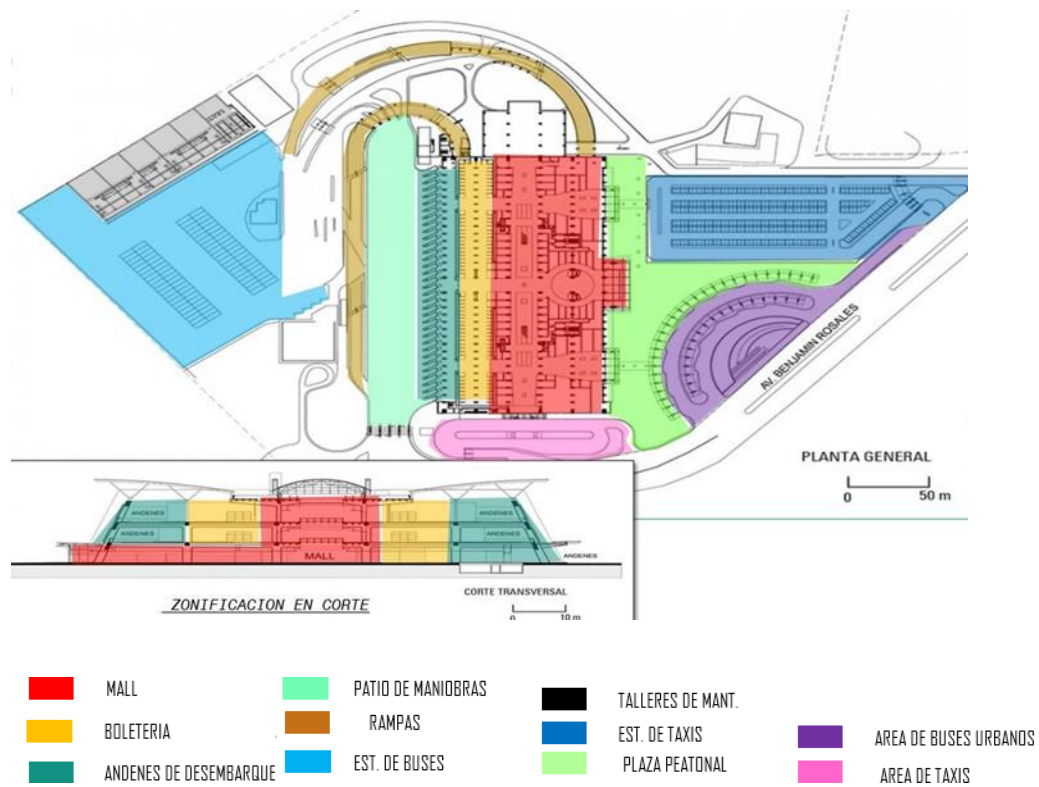 AV. BENJAMIN ROSALES
PLANTA GENERAL
0 50 m
ANDENES
ANDENES
ANDENES
ANDENES
MALL
ANDENES
CORTE TRANSVERSAL
0 10 m
ZONIFICACION EN CORTE
MALL
BOLETERIA
ANDENES DE DESEMBARQUE
PATIO DE MANIOBRAS
RAMPAS
EST. DE BUSES
TALLERES DE MANT.
EST. DE TAXIS
PLAZA PEATONAL
AREA DE BUSES URBANOS
AREA DE TAXIS